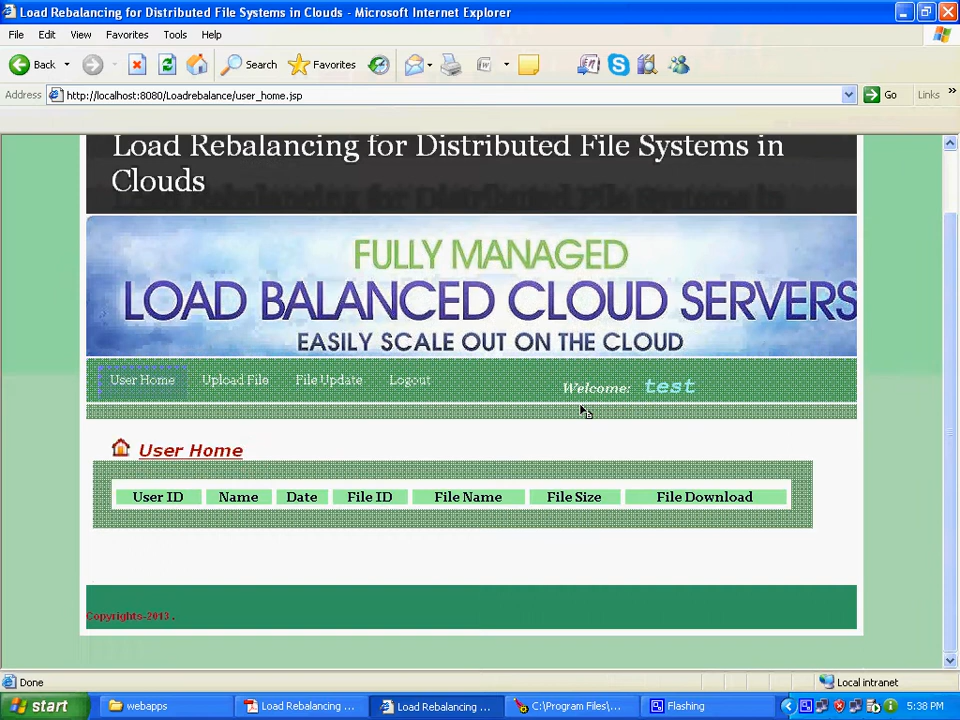 Load Rebalancing for Distributed File Systems in Clouds - Microsoft Internet Explorer
File Edit View Favorites Tools Help
Back Search Favorites
Address http://localhost:8080/Loadrebalance/user_home.jsp Go Links »
Load Rebalancing for Distributed File Systems in
Clouds
FULLY MANAGED
LOAD BALANCED CLOUD SERVERS
EASILY SCALE OUT ON THE CLOUD
User Home Upload File File Update Logout Welcome: test
User Home
User ID Name Date File ID File Name File Size File Download
Copyrights-2013.
Done Local intranet
start webapps Load Rebalancing ... Load Rebalancing ... C:\Program Files\... Flashing 5:38 PM